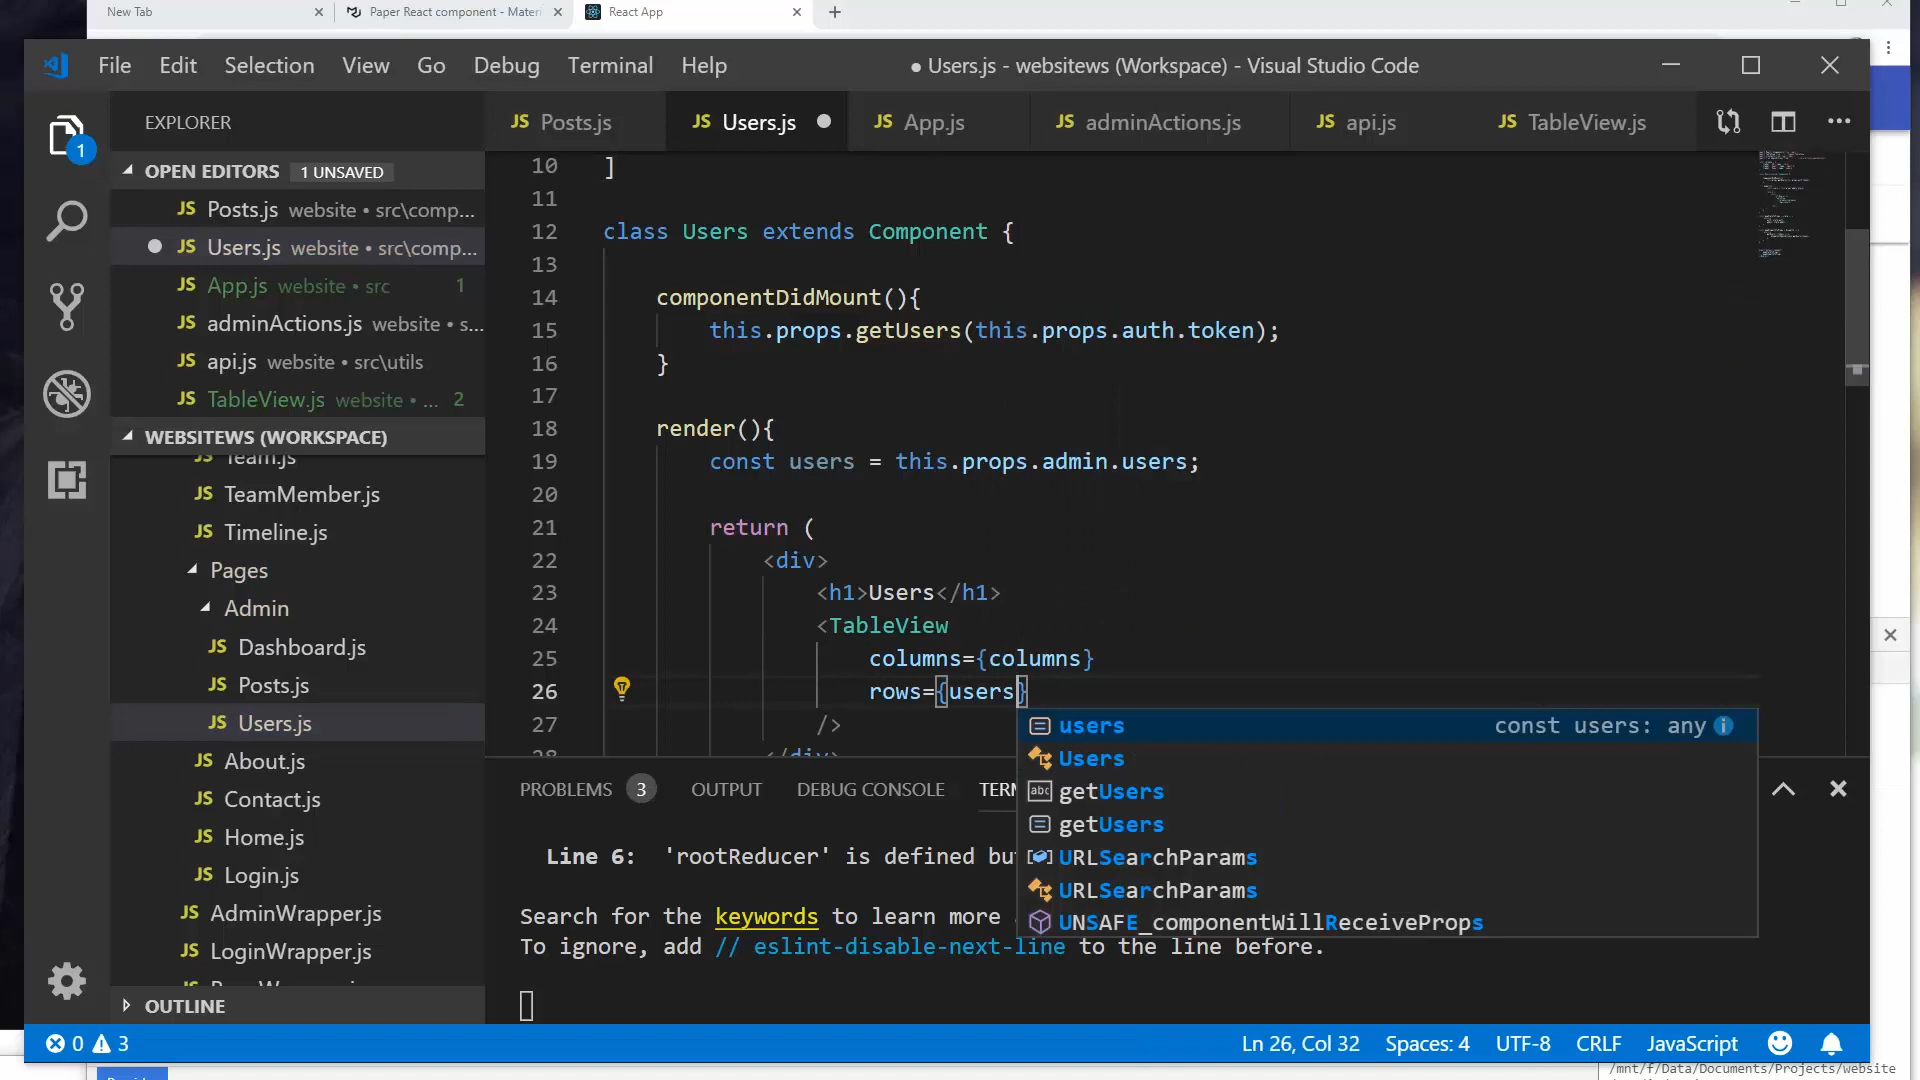 New Tab
Paper React component - Materi
React App
File Edit Selection View Go Debug Terminal Help
● Users.js - websitews (Workspace) - Visual Studio Code
EXPLORER
JS Posts.js
JS Users.js
JS App.js
JS adminActions.js
JS api.js
JS TableView.js
1
OPEN EDITORS 1 UNSAVED
JS Posts.js website • src\comp...
JS Users.js website • src\comp...
JS App.js website • src 1
JS adminActions.js website • s...
JS api.js website • src\utils
JS TableView.js website • ... 2
WEBSITEWS (WORKSPACE)
JS Team.js
JS TeamMember.js
JS Timeline.js
Pages
Admin
JS Dashboard.js
JS Posts.js
JS Users.js
JS About.js
JS Contact.js
JS Home.js
JS Login.js
JS AdminWrapper.js
JS LoginWrapper.js
OUTLINE
10 ]
11
12 class Users extends Component {
13
14 componentDidMount(){
15 this.props.getUsers(this.props.auth.token);
16 }
17
18 render(){
19 const users = this.props.admin.users;
20
21 return (
22 <div>
23 <h1>Users</h1>
24 <TableView
25 columns={columns}
26 rows={users}
27 />
28 </div>
users const users: any
Users
getUsers
getUsers
URLSearchParams
URLSearchParams
UNSAFE_componentWillReceiveProps
PROBLEMS 3 OUTPUT DEBUG CONSOLE TERM
Line 6: 'rootReducer' is defined bu
Search for the keywords to learn more
To ignore, add // eslint-disable-next-line to the line before.
0 3
Ln 26, Col 32 Spaces: 4 UTF-8 CRLF JavaScript
/mnt/f/Data/Documents/Projects/website